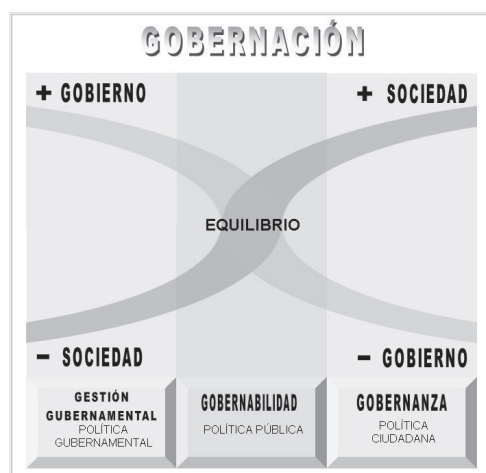 GOBERNACIÓN
+ GOBIERNO
+ SOCIEDAD
EQUILIBRIO
- SOCIEDAD
- GOBIERNO
GESTIÓN
GUBERNAMENTAL
POLÍTICA
GUBERNAMENTAL
GOBERNABILIDAD
POLÍTICA PÚBLICA
GOBERNANZA
POLÍTICA
CIUDADANA